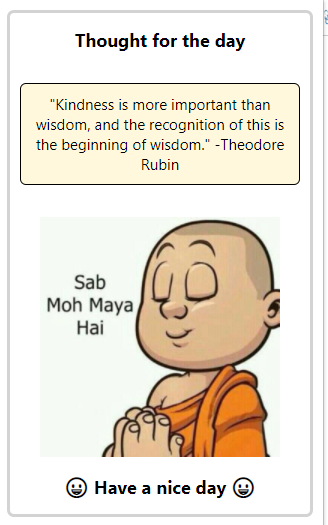 Thought for the day
"Kindness is more important than
wisdom, and the recognition of this is
the beginning of wisdom." -Theodore
Rubin
Sab
Moh Maya
Hai
😀 Have a nice day 😀